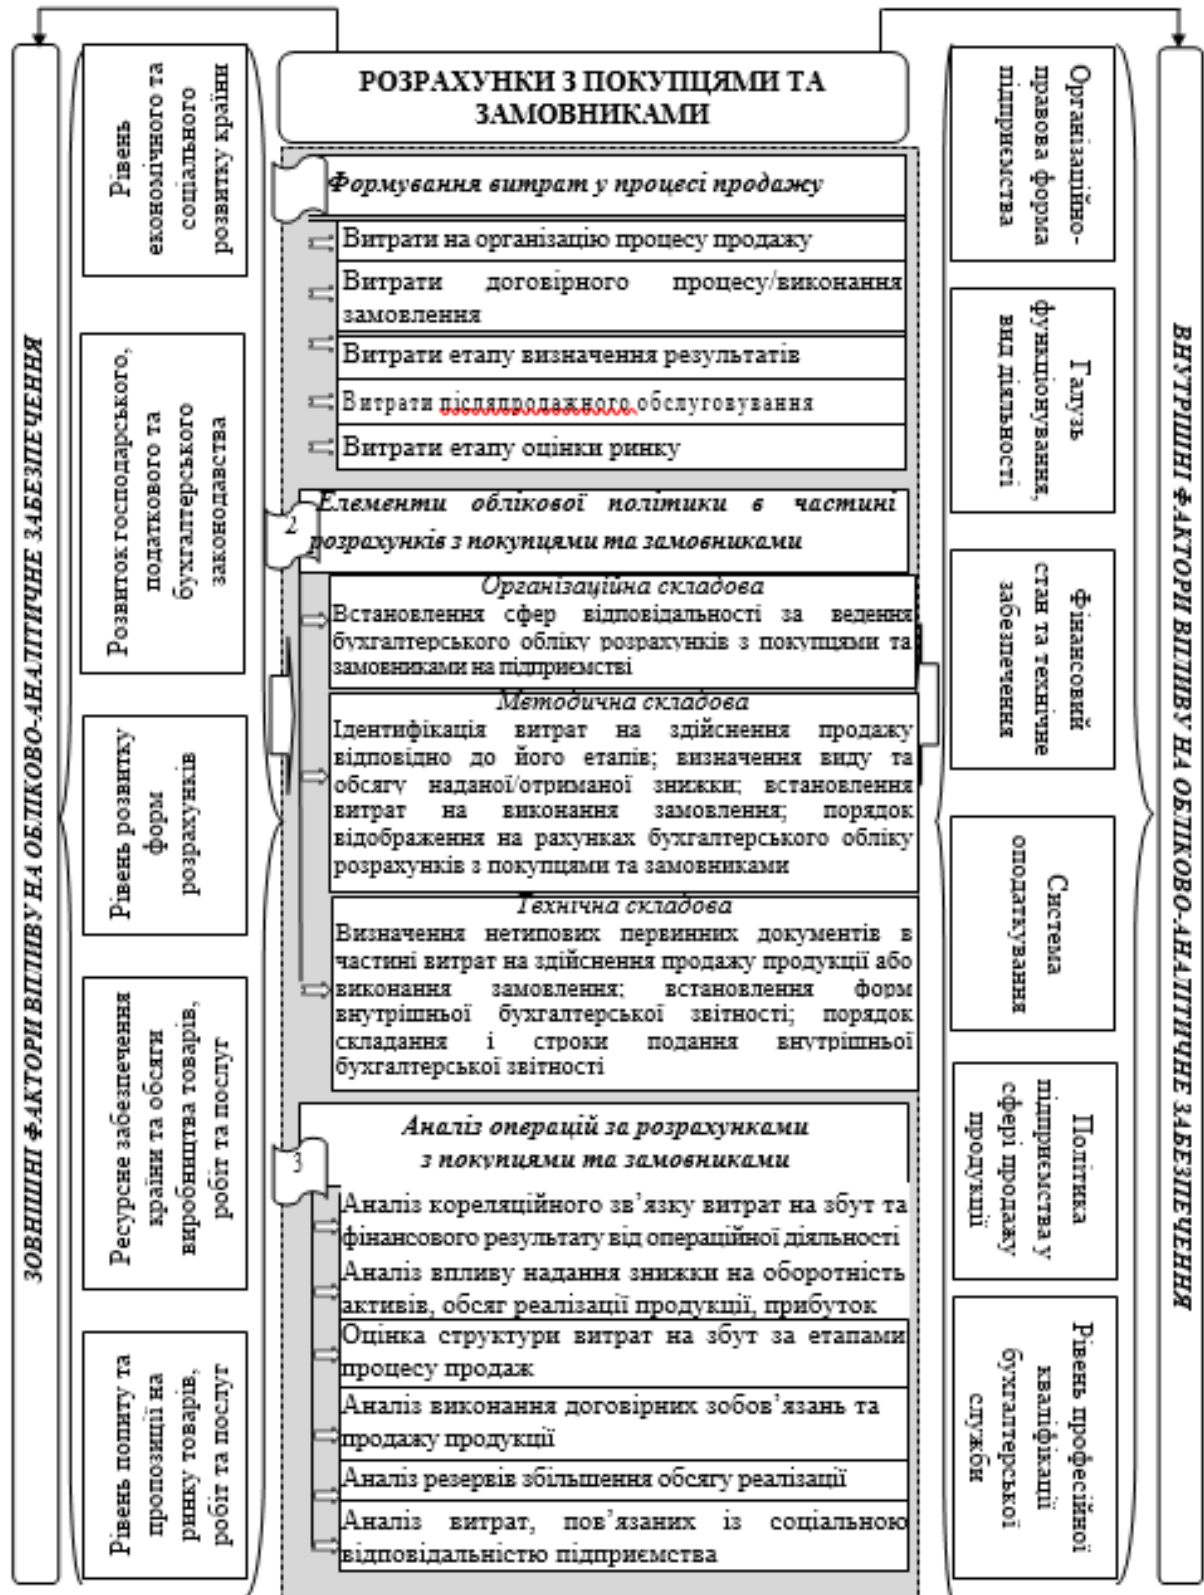 РОЗРАХУНКИ З ПОКУПЦЯМИ ТА
ЗАМОВНИКАМИ
ЗОВНІШНІ ФАКТОРИ ВПЛИВУ НА ОБЛІКОВО-АНАЛІТИЧНЕ ЗАБЕЗПЕЧЕННЯ
Рівень
економічного та
соціального
розвитку країни
Розвиток господарського,
податкового та
бухгалтерського
законодавства
Рівень розвитку
форм
розрахунків
Ресурсне забезпечення
країни та обсяги
виробництва товарів,
робіт та послуг
Рівень попиту та
пропозиції на
ринку товарів,
робіт та послуг
Формування витрат у процесі продажу
Витрати на організацію процесу продажу
Витрати договірного процесу/виконання
замовлення
Витрати етапу визначення результатів
Витрати післяпродажного обслуговування
Витрати етапу оцінки ринку
2
Елементи облікової політики в частині
розрахунків з покупцями та замовниками
Організаційна складова
Встановлення сфер відповідальності за ведення
бухгалтерського обліку розрахунків з покупцями та
замовниками на підприємстві
Методична складова
Ідентифікація витрат на здійснення продажу
відповідно до його етапів; визначення виду та
обсягу наданої/отриманої знижки; встановлення
витрат на виконання замовлення; порядок
відображення на рахунках бухгалтерського обліку
розрахунків з покупцями та замовниками
Технічна складова
Визначення нетипових первинних документів в
частині витрат на здійснення продажу продукції або
виконання замовлення; встановлення форм
внутрішньої бухгалтерської звітності; порядок
складання і строки подання внутрішньої
бухгалтерської звітності
3
Аналіз операцій за розрахунками
з покупцями та замовниками
Аналіз кореляційного зв’язку витрат на збут та
фінансового результату від операційної діяльності
Аналіз впливу надання знижки на оборотність
активів, обсяг реалізації продукції, прибуток
Оцінка структури витрат на збут за етапами
процесу продаж
Аналіз виконання договірних зобов’язань та
продажу продукції
Аналіз резервів збільшення обсягу реалізації
Аналіз витрат, пов’язаних із соціальною
відповідальністю підприємства
Організаційно-
правова форма
підприємства
Галузь
функціонування,
вид діяльності
Фінансовий
стан та технічне
забезпечення
Система
оподаткування
Політика
підприємства у
сфері продажу
продукції
Рівень професійної
кваліфікації
бухгалтерської
служби
ВНУТРІШНІ ФАКТОРИ ВПЛИВУ НА ОБЛІКОВО-АНАЛІТИЧНЕ ЗАБЕЗПЕЧЕННЯ